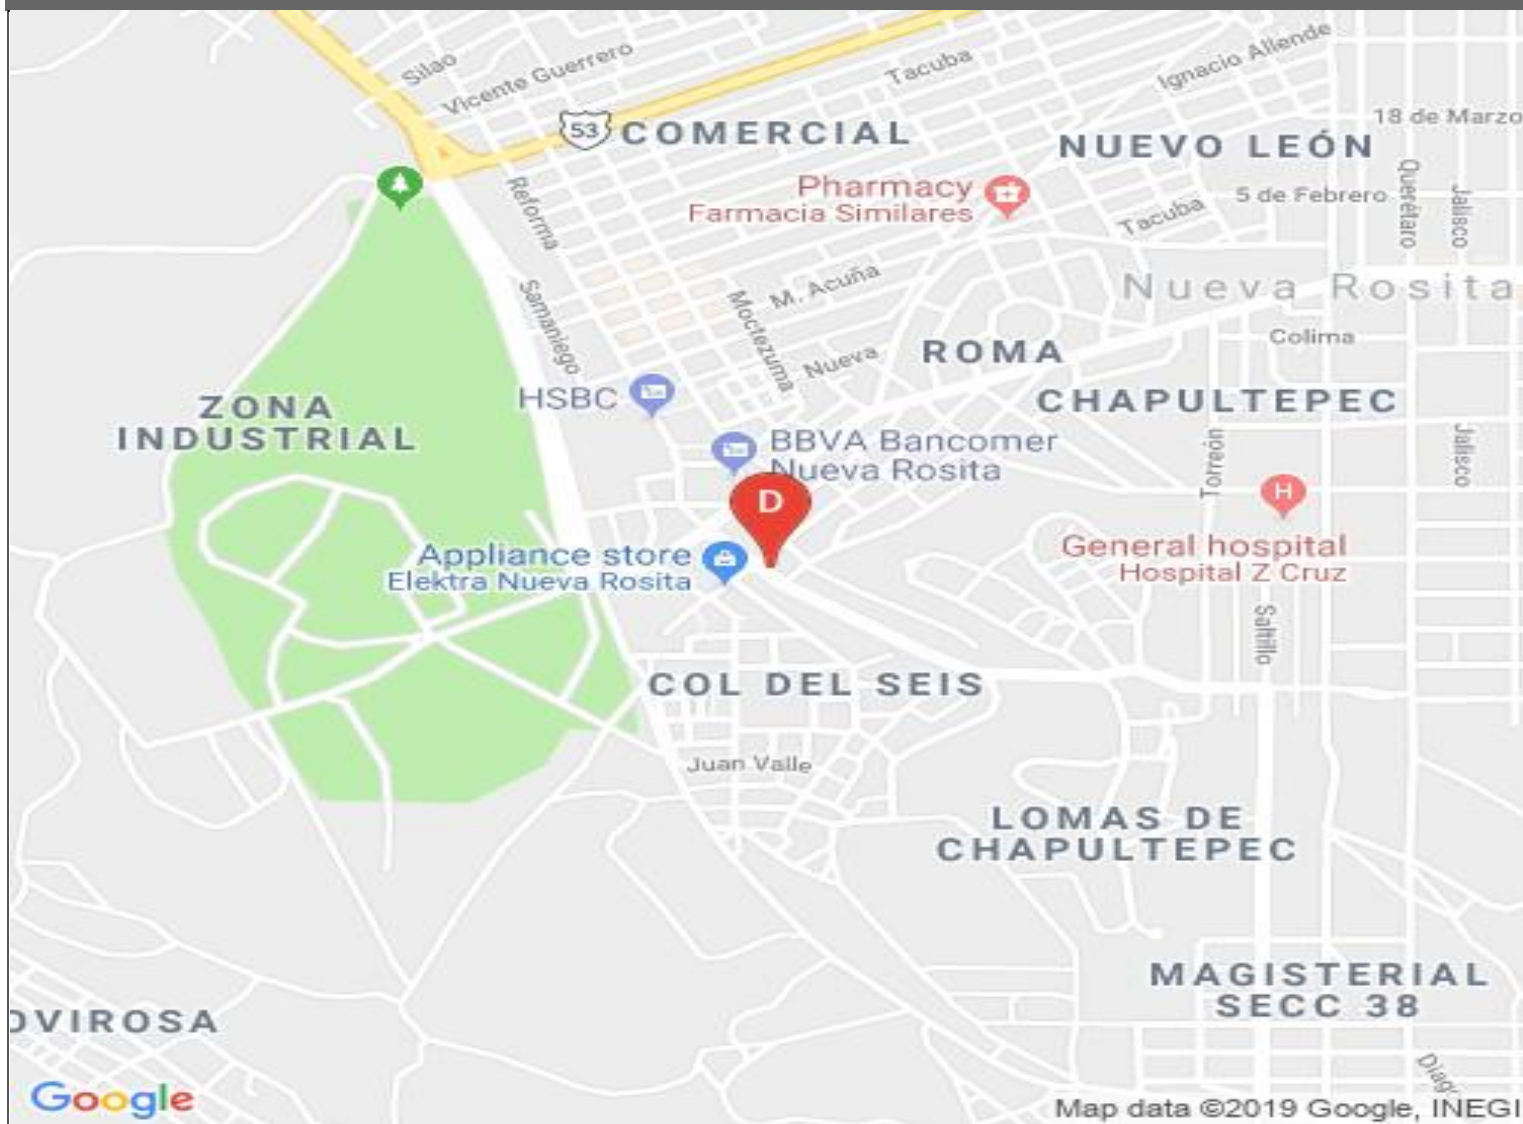 Silao
Vicente Guerrero
Tacuba
Ignacio Allende
53
COMERCIAL
18 de Marzo
NUEVO LEÓN
Pharmacy
Farmacia Similares
Reforma
5 de Febrero
Querétaro
Jalisco
Tacuba
M. Acuña
Nueva Rosita
Samaniego
Moctezuma
Nueva
ROMA
Colima
HSBC
CHAPULTEPEC
ZONA
INDUSTRIAL
BBVA Bancomer
Nueva Rosita
Torreón
Jalisco
D
H
General hospital
Hospital Z Cruz
Appliance store
Elektra Nueva Rosita
Saltillo
COL DEL SEIS
Juan Valle
LOMAS DE
CHAPULTEPEC
MAGISTERIAL
SECC 38
OVIROSA
Diag
Google
Map data ©2019 Google, INEGI